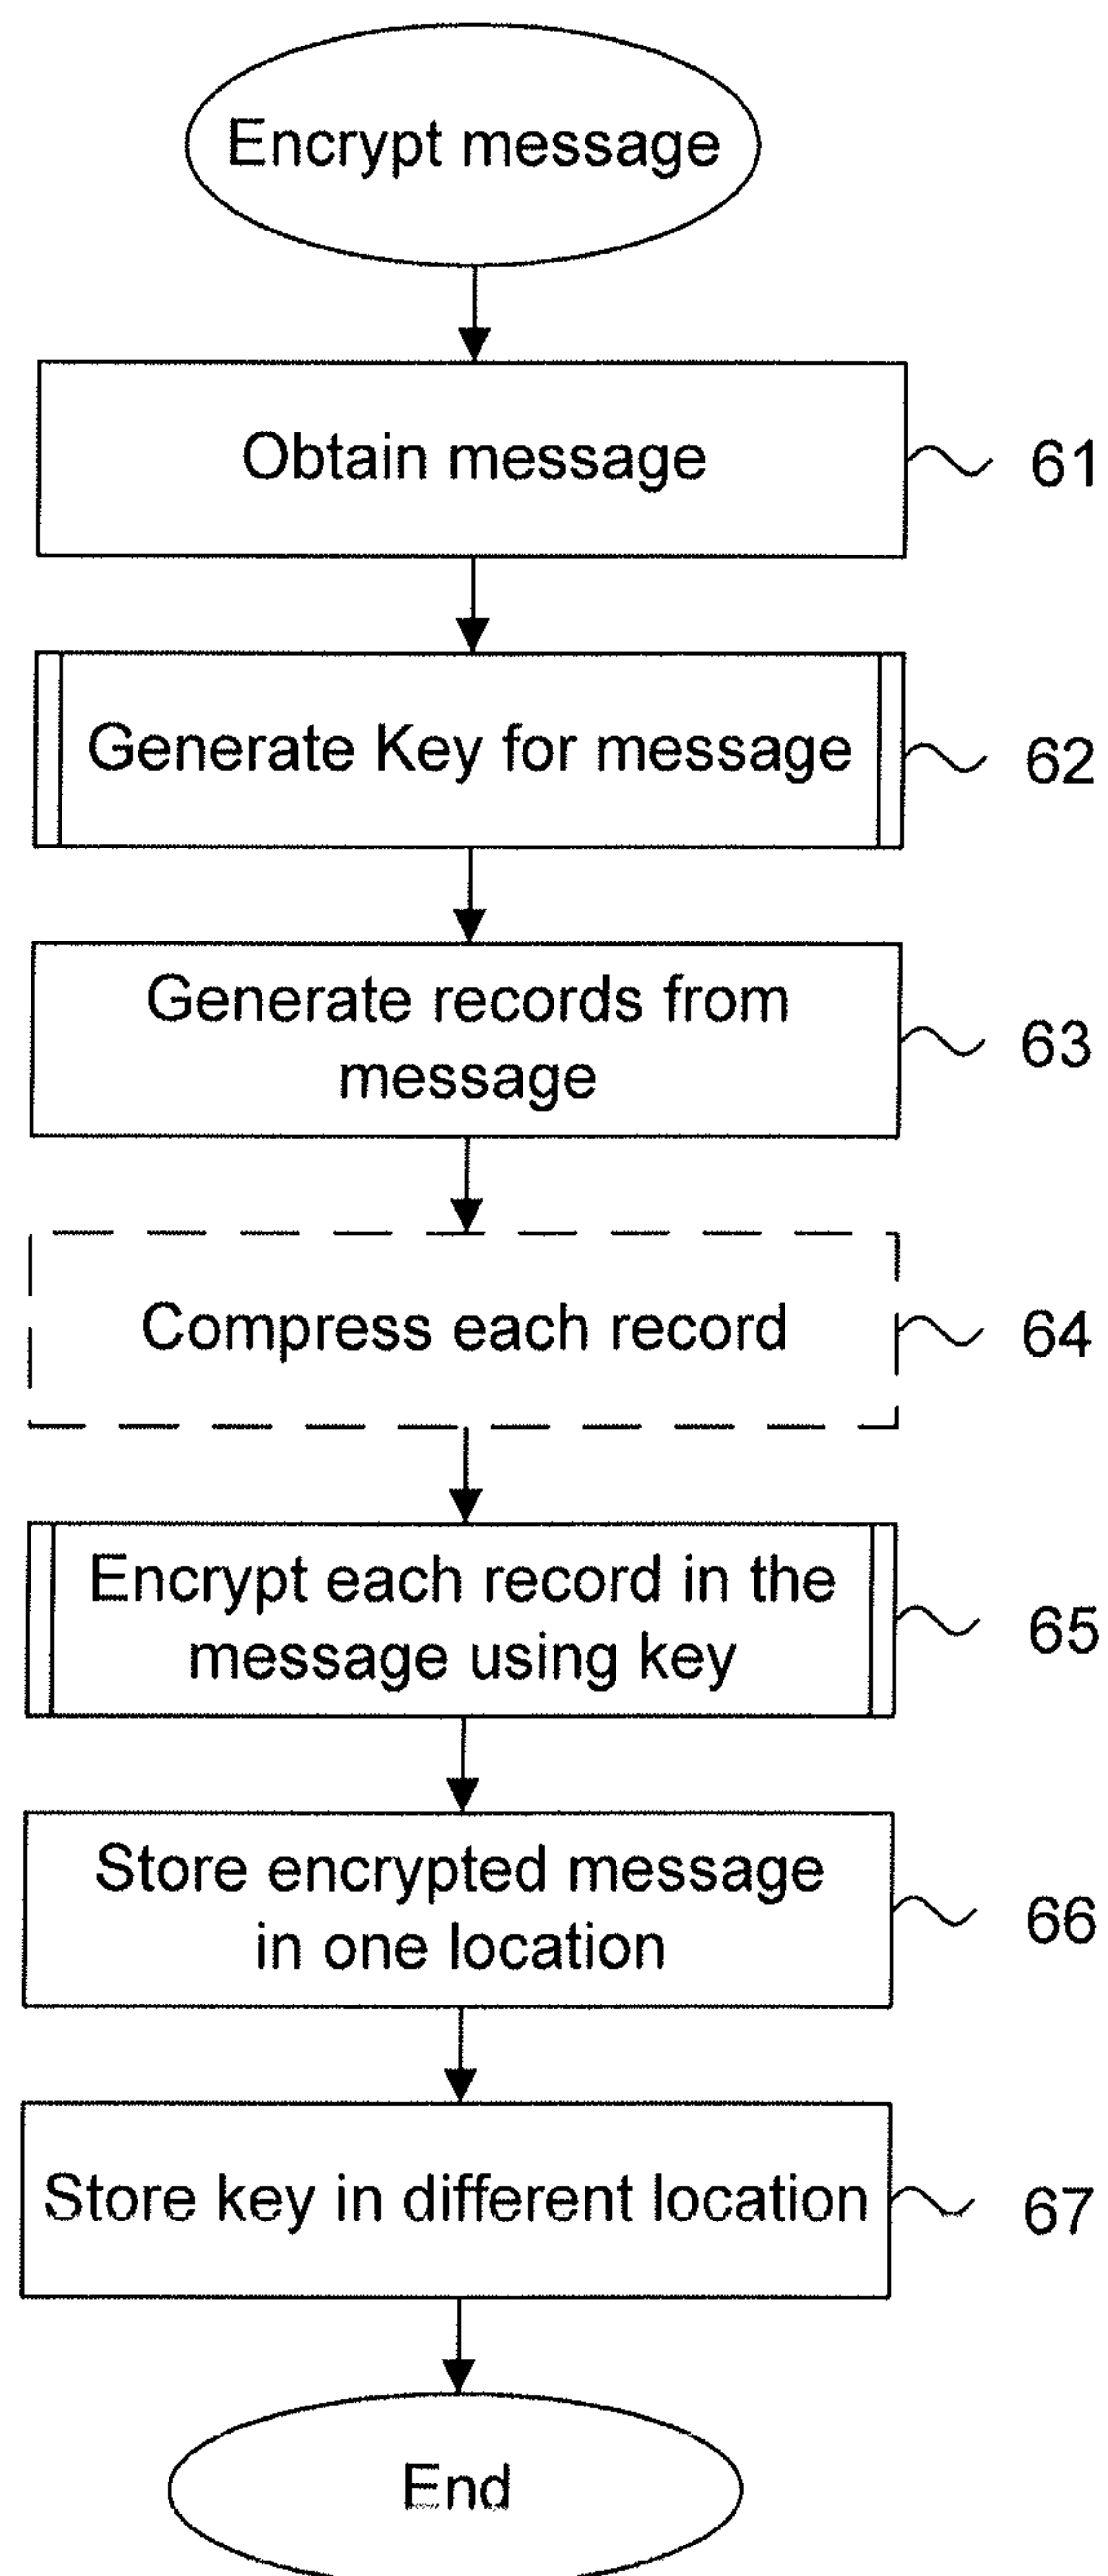 Encrypt message
Obtain message
61
Generate Key for message
62
Generate records from
message
63
Compress each record
64
Encrypt each record in the
message using key
65
Store encrypted message
in one location
66
Store key in different location
67
End